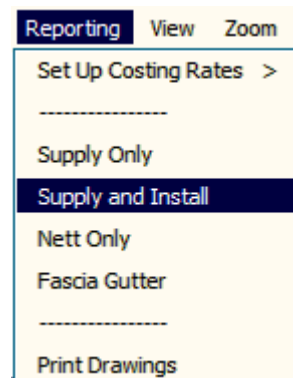 Reporting View Zoom
Set Up Costing Rates >
----------------
Supply Only
Supply and Install
Nett Only
Fascia Gutter
----------------
Print Drawings